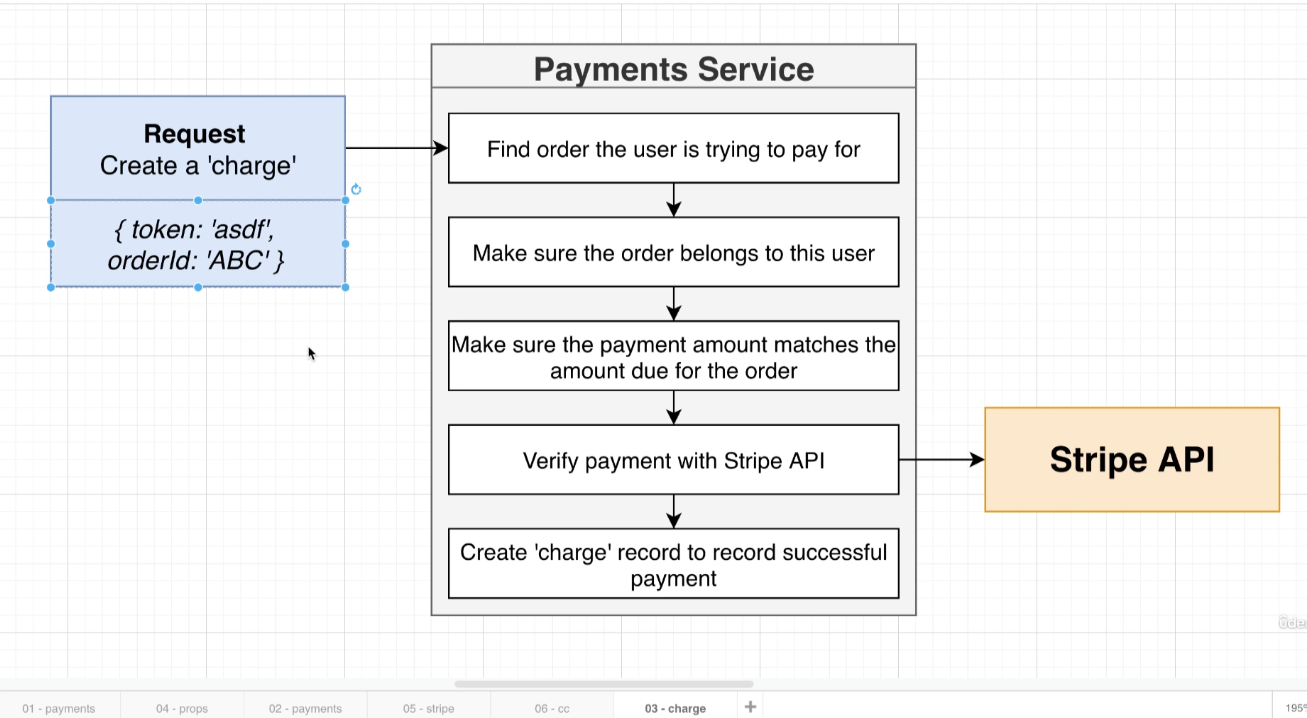 Payments Service
Request
Create a 'charge'
{ token: 'asdf',
orderId: 'ABC' }
Find order the user is trying to pay for
Make sure the order belongs to this user
Make sure the payment amount matches the
amount due for the order
Verify payment with Stripe API
Stripe API
Create 'charge' record to record successful
payment
01 - payments
04 - props
02 - payments
05 - stripe
06 - cc
03 - charge
+